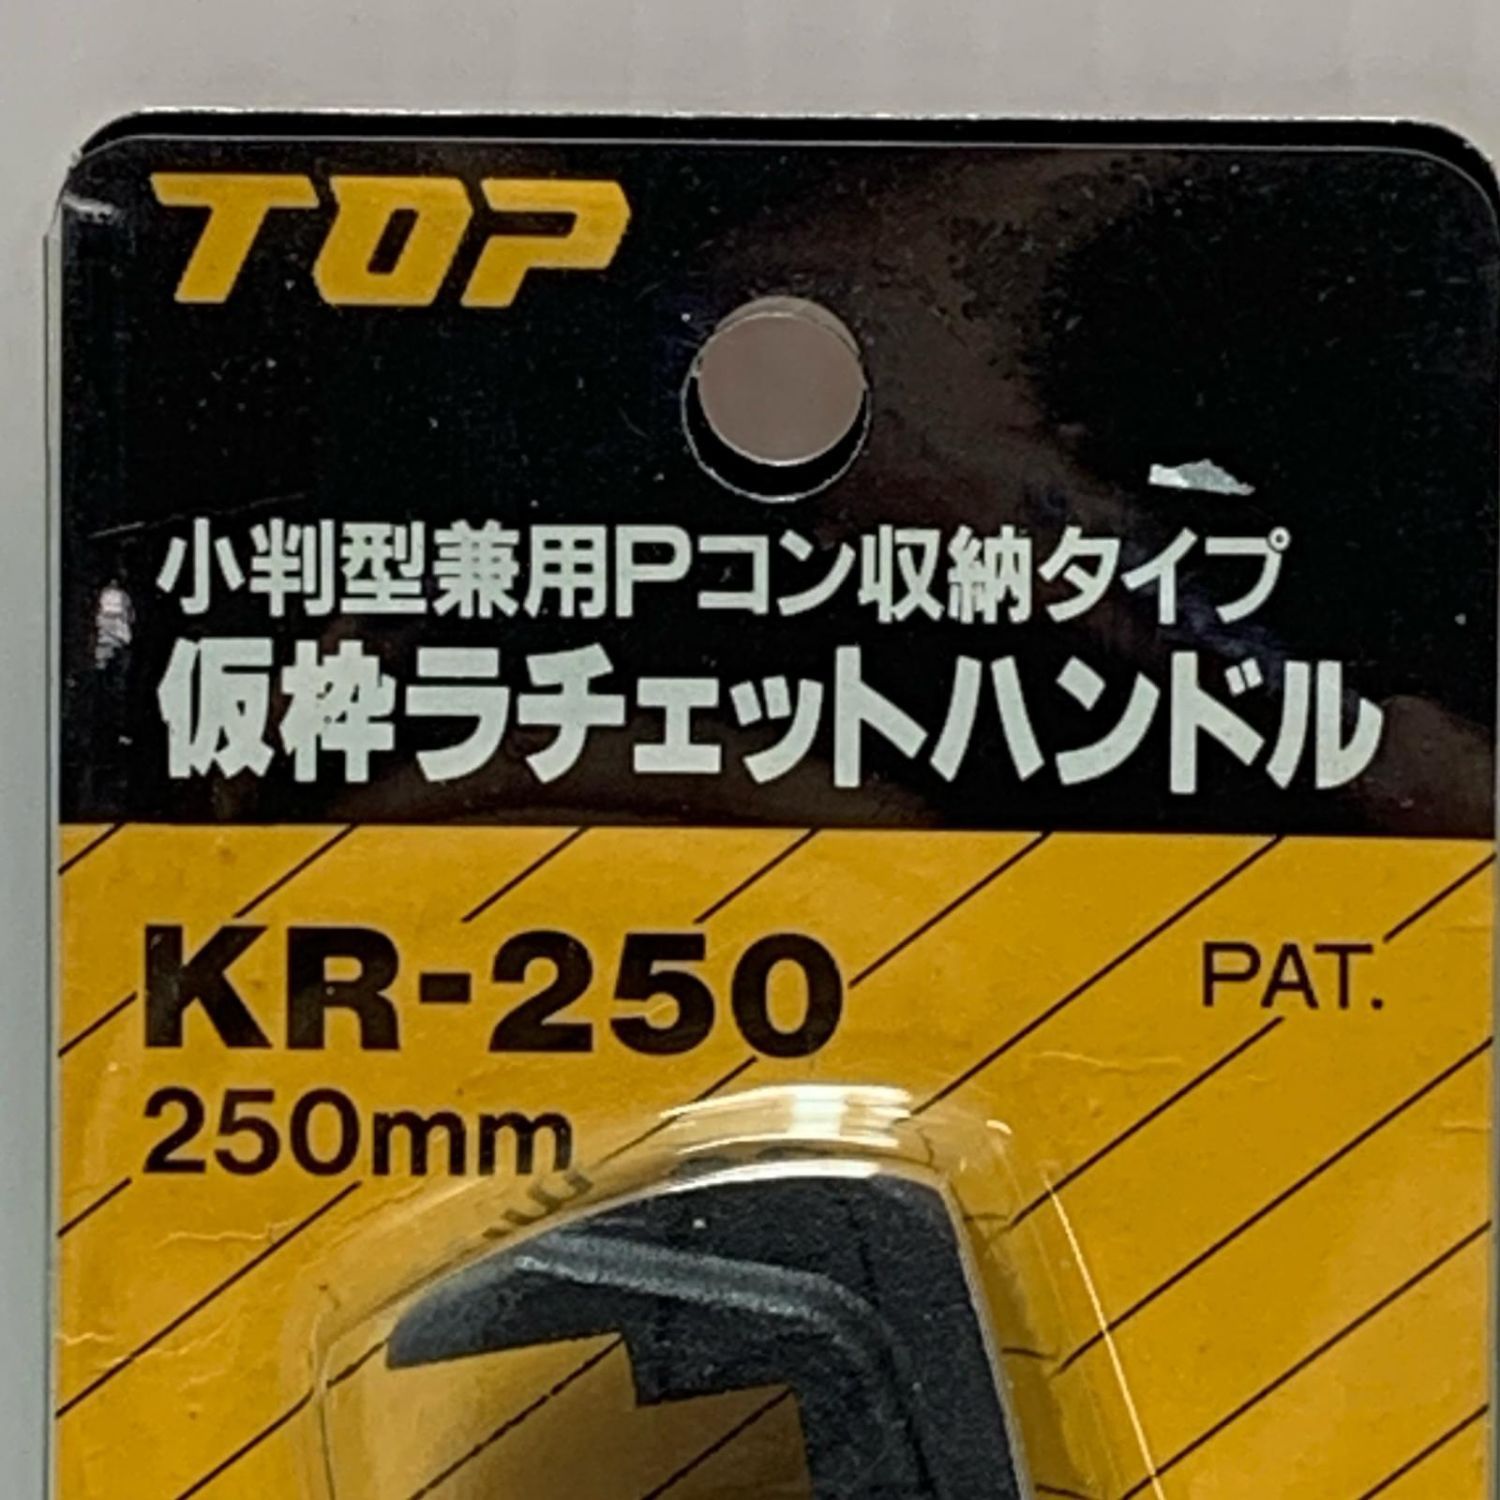 TOP
小判型兼用Pコン収納タイプ
仮枠ラチェットハンドル
KR-250
PAT.
250mm